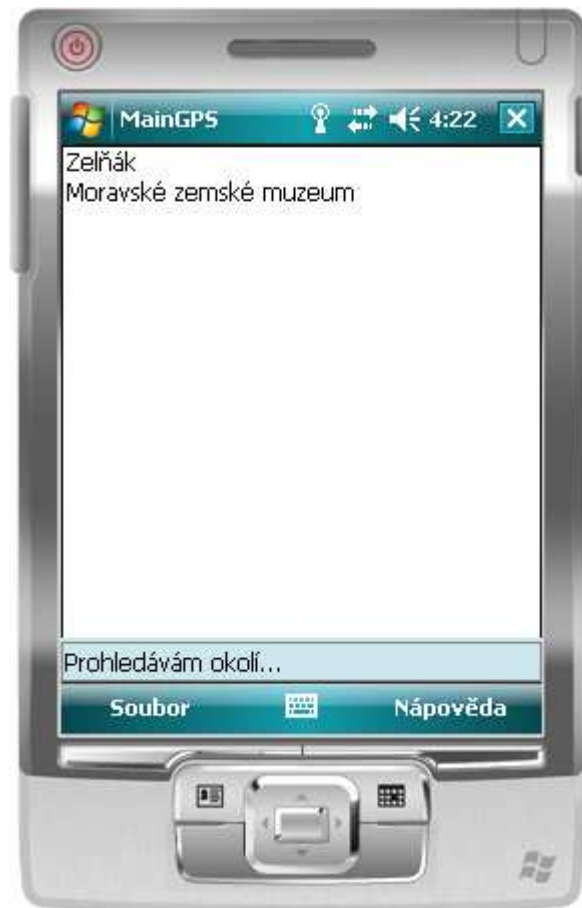 MainGPS 4:22
Zelňák
Moravské zemské muzeum
Prohledávám okolí...
Soubor Nápověda